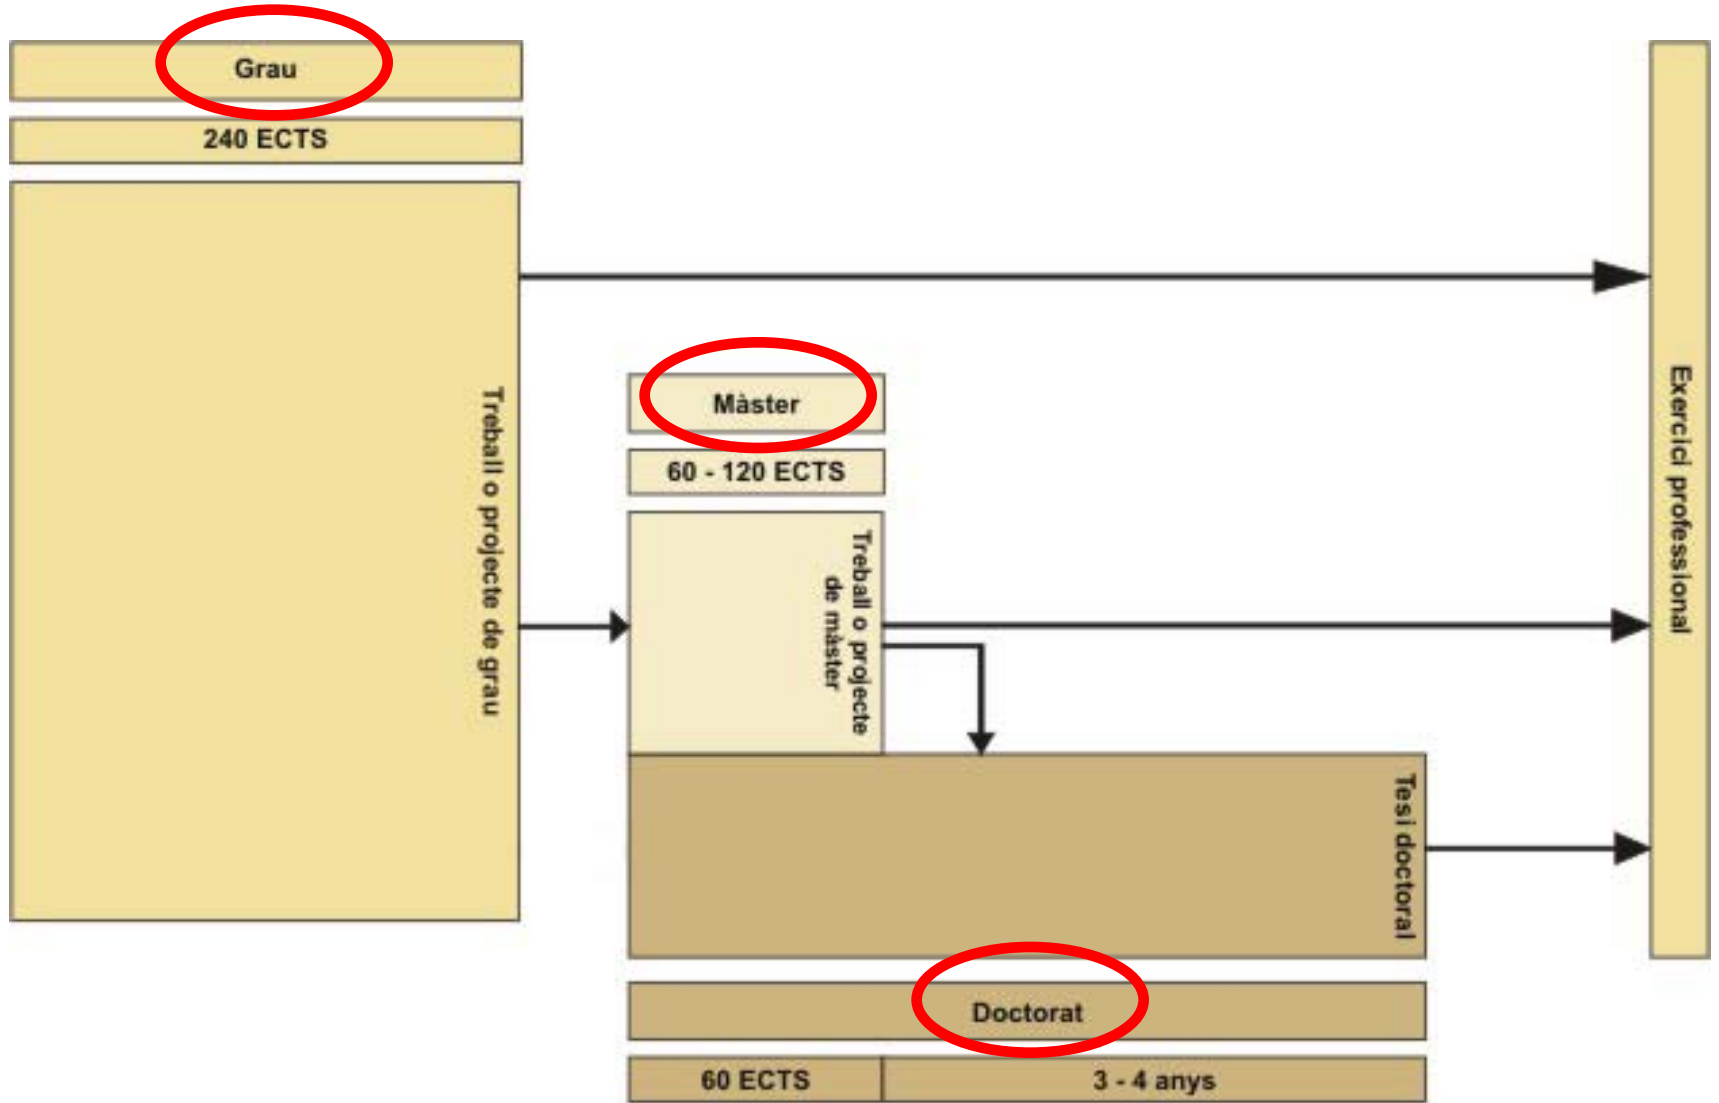 Grau
240 ECTS
Treball o projecte de grau
Màster
60 - 120 ECTS
Treball o projecte
de màster
Tesi doctoral
Doctorat
60 ECTS
3 - 4 anys
Exercici professional